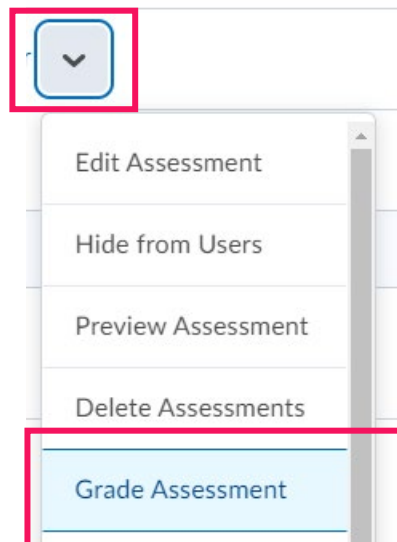 Edit Assessment
Hide from Users
Preview Assessment
Delete Assessments
Grade Assessment